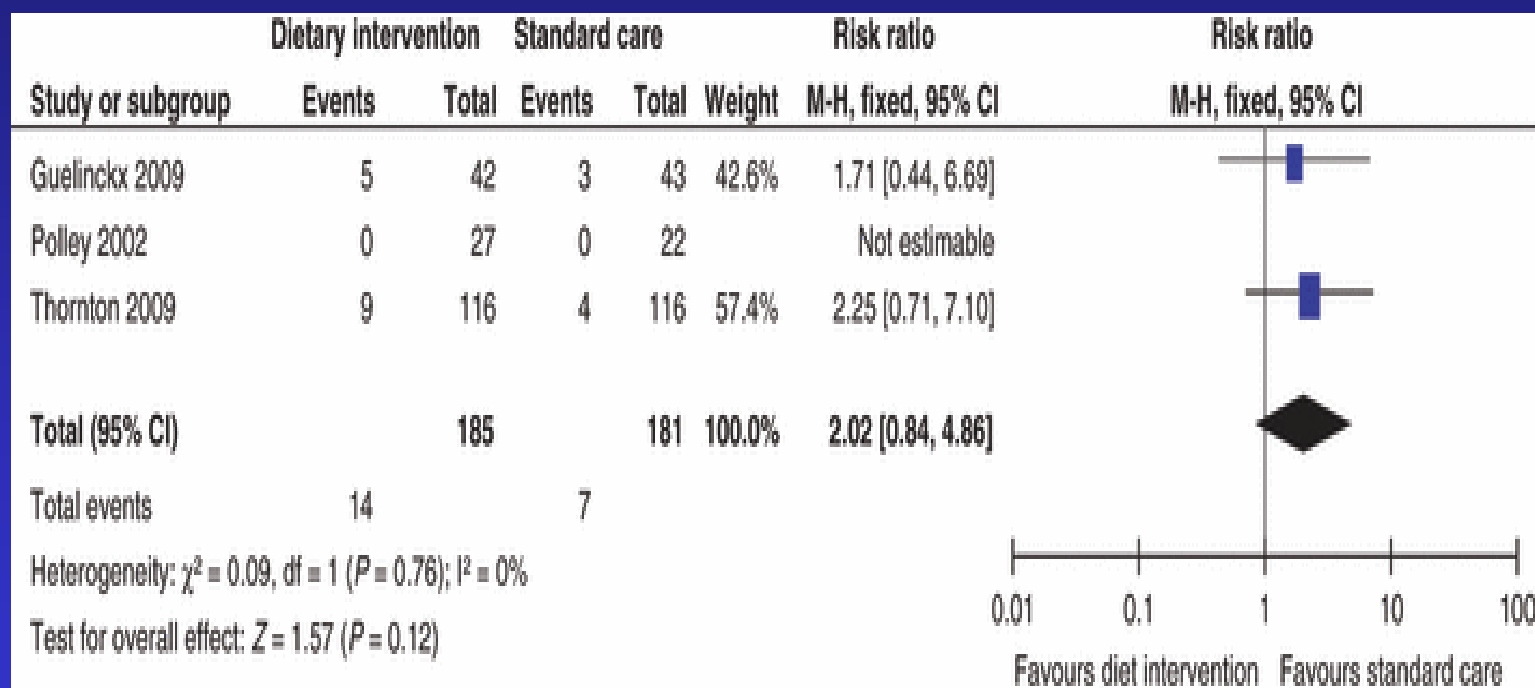 Dietary intervention Standard care Risk ratio Risk ratio
Study or subgroup Events Total Events Total Weight M-H, fixed, 95% CI M-H, fixed, 95% CI
Guelinckx 2009 5 42 3 43 42.6% 1.71 [0.44, 6.69]
Polley 2002 0 27 0 22 Not estimable
Thornton 2009 9 116 4 116 57.4% 2.25 [0.71, 7.10]
Total (95% CI) 185 181 100.0% 2.02 [0.84, 4.86]
Total events 14 7
Heterogeneity: χ² = 0.09, df = 1 (P = 0.76); I² = 0%
Test for overall effect: Z = 1.57 (P = 0.12)
0.01 0.1 1 10 100
Favours diet intervention Favours standard care